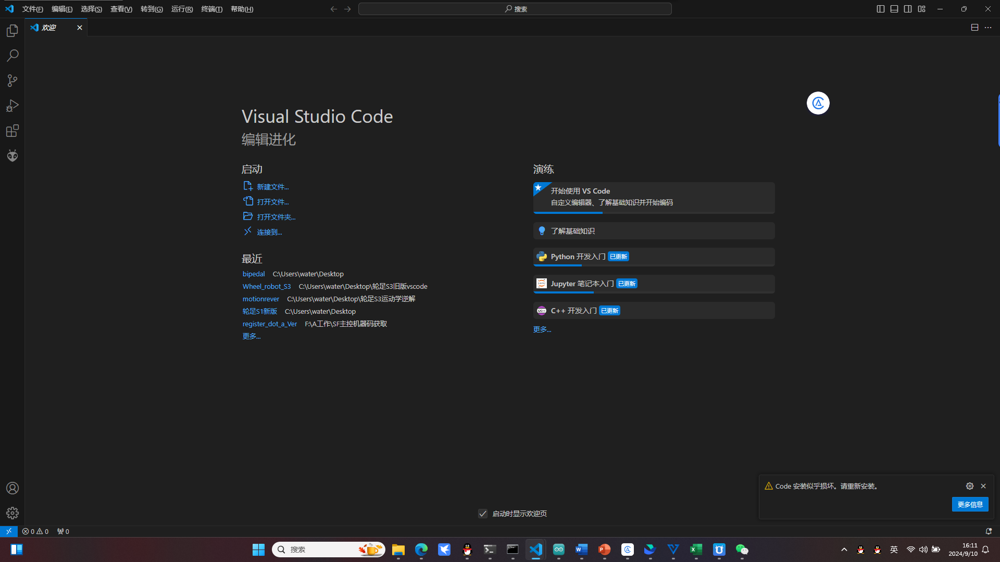 文件(F) 编辑(E) 选择(S) 查看(V) 转到(G) 运行(R) 终端(T) 帮助(H) 搜索
欢迎
Visual Studio Code
编辑进化
启动
新建文件...
打开文件...
打开文件夹...
连接到...
最近
bipedal C:\Users\water\Desktop
Wheel_robot_S3 C:\Users\water\Desktop\轮足S3旧版vscode
motionrever C:\Users\water\Desktop\轮足S3运动学逆解
轮足S1新版 C:\Users\water\Desktop
register_dot_a_Ver F:\A工作\SF主控机器码获取
更多...
演练
开始使用 VS Code
自定义编辑器、了解基础知识并开始编码
了解基础知识
Python 开发入门 已更新
Jupyter 笔记本入门 已更新
C++ 开发入门 已更新
更多...
Code 安装似乎损坏。请重新安装。
更多信息
启动时显示欢迎页
0 0 0
搜索
英
16:11
2024/9/10